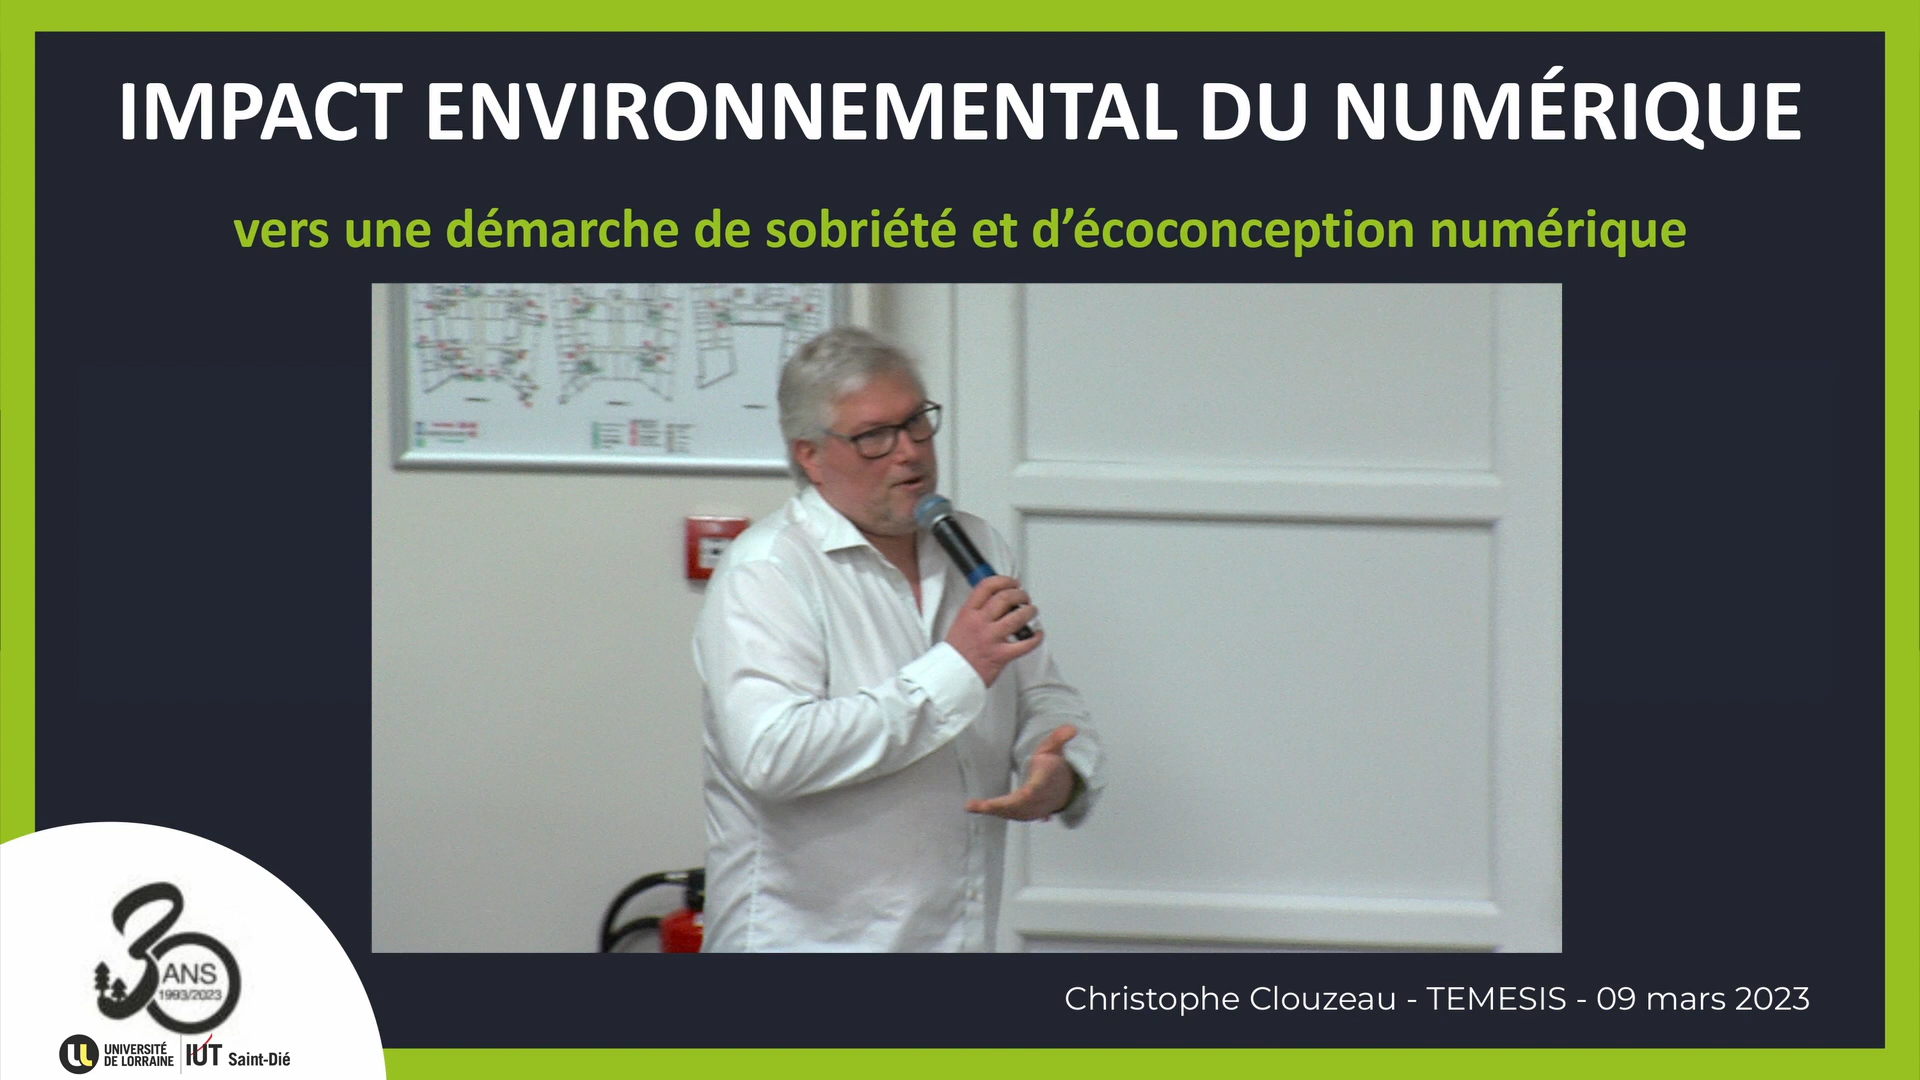 IMPACT ENVIRONNEMENTAL DU NUMÉRIQUE
vers une démarche de sobriété et d’écoconception numérique
Christophe Clouzeau - TEMESIS - 09 mars 2023
30
ANS
1993/2023
UNIVERSITÉ
DE LORRAINE
IUT Saint-Dié